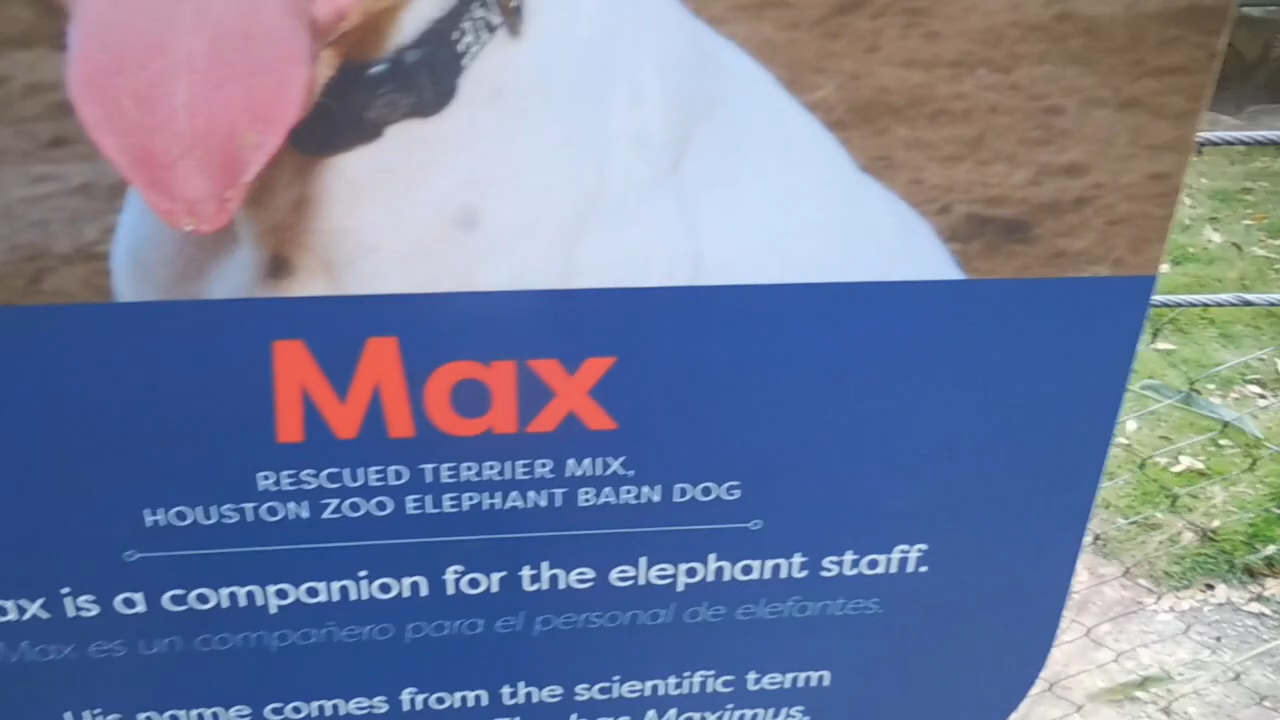 Max
RESCUED TERRIER MIX,
HOUSTON ZOO ELEPHANT BARN DOG
ax is a companion for the elephant staff.
Max es un compañero para el personal de elefantes.
His name comes from the scientific term
Maximus.